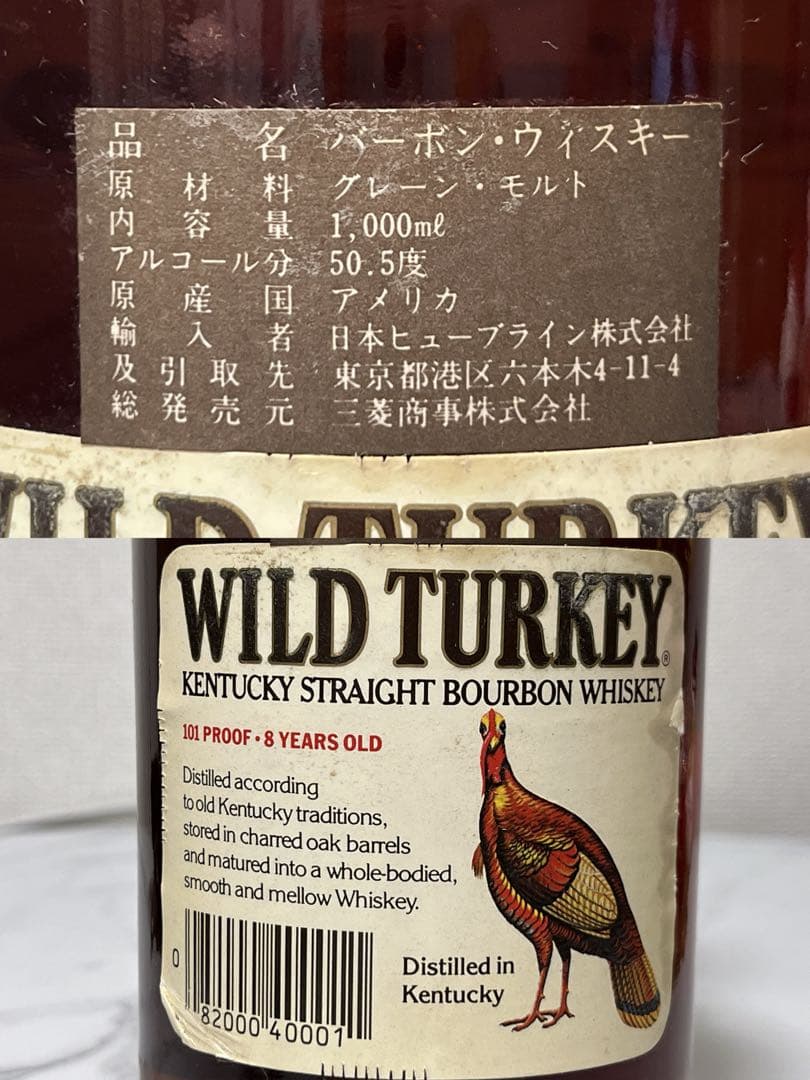 品名 バーボン・ウィスキー
原材料 グレーン・モルト
内容量 1,000mℓ
アルコール分 50.5度
原産国 アメリカ
輸入者 日本ヒューブライン株式会社
及引取先 東京都港区六本木4-11-4
総発売元 三菱商事株式会社
WILD TURKEY
WILD TURKEY®
KENTUCKY STRAIGHT BOURBON WHISKEY
101 PROOF • 8 YEARS OLD
Distilled according
to old Kentucky traditions,
stored in charred oak barrels
and matured into a whole-bodied,
smooth and mellow Whiskey.
Distilled in
Kentucky
0 82000 40001